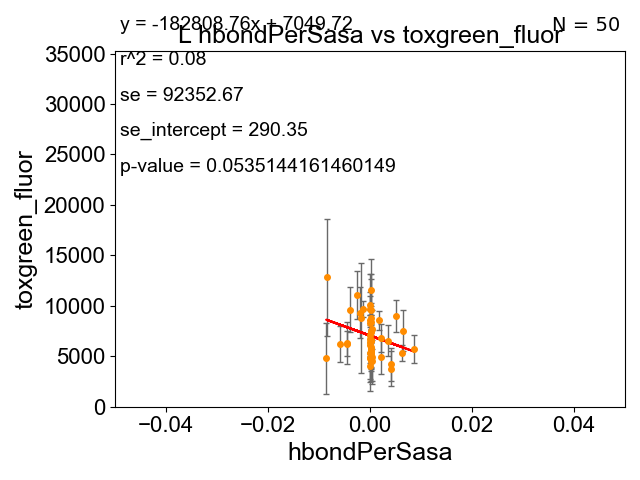 y = -182808.76x + 7049.72
N = 50
L hbondPerSasa vs toxgreen_fluor
r^2 = 0.08
se = 92352.67
se_intercept = 290.35
p-value = 0.0535144161460149
35000
30000
25000
20000
15000
10000
5000
0
toxgreen_fluor
−0.04
−0.02
0.00
0.02
0.04
hbondPerSasa